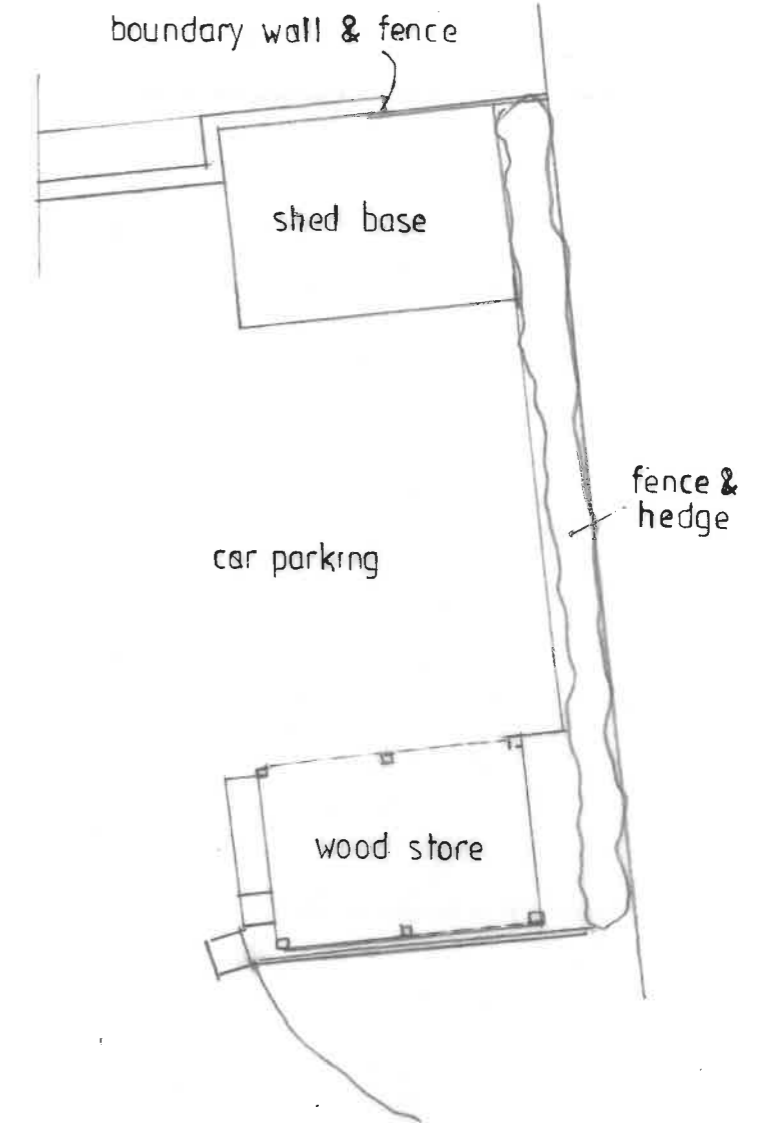 boundary wall & fence
shed base
fence &
hedge
car parking
wood store